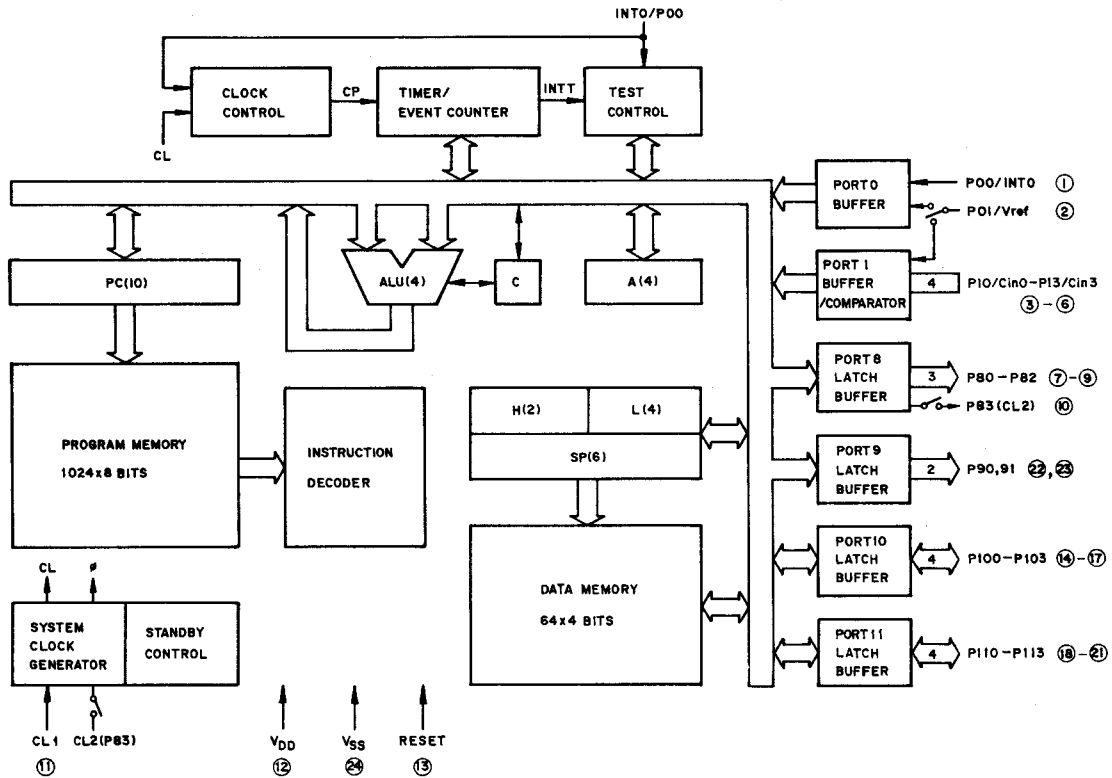 INT0/P00
CLOCK
CONTROL
CP
TIMER/
EVENT COUNTER
INTT
TEST
CONTROL
CL
PORT0
BUFFER
P00/INT0 ①
P01/Vref ②
PORT1
BUFFER
/COMPARATOR
4
P10/Cin0-P13/Cin3
③-⑥
PC(10)
ALU(4)
C
A(4)
PORT8
LATCH
BUFFER
3
P80-P82 ⑦-⑨
P83(CL2) ⑩
H(2)
L(4)
SP(6)
PROGRAM MEMORY
1024x8 BITS
INSTRUCTION
DECODER
PORT9
LATCH
BUFFER
2
P90,91 ㉒,㉓
PORT10
LATCH
BUFFER
4
P100-P103 ⑭-⑰
DATA MEMORY
64x4 BITS
CL
ø
SYSTEM
CLOCK
GENERATOR
STANDBY
CONTROL
PORT11
LATCH
BUFFER
4
P110-P113 ⑱-㉑
CL1
⑪
CL2(P83)
VDD
⑫
VSS
㉔
RESET
⑬